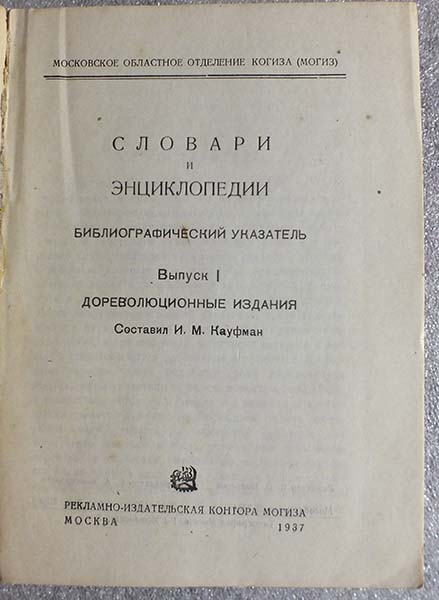 МОСКОВСКОЕ ОБЛАСТНОЕ ОТДЕЛЕНИЕ КОГИЗА (МОГИЗ)
СЛОВАРИ
И
ЭНЦИКЛОПЕДИИ
БИБЛИОГРАФИЧЕСКИЙ УКАЗАТЕЛЬ
Выпуск I
ДОРЕВОЛЮЦИОННЫЕ ИЗДАНИЯ
Составил И. М. Кауфман
РЕКЛАМНО-ИЗДАТЕЛЬСКАЯ КОНТОРА МОГИЗА
МОСКВА 1937